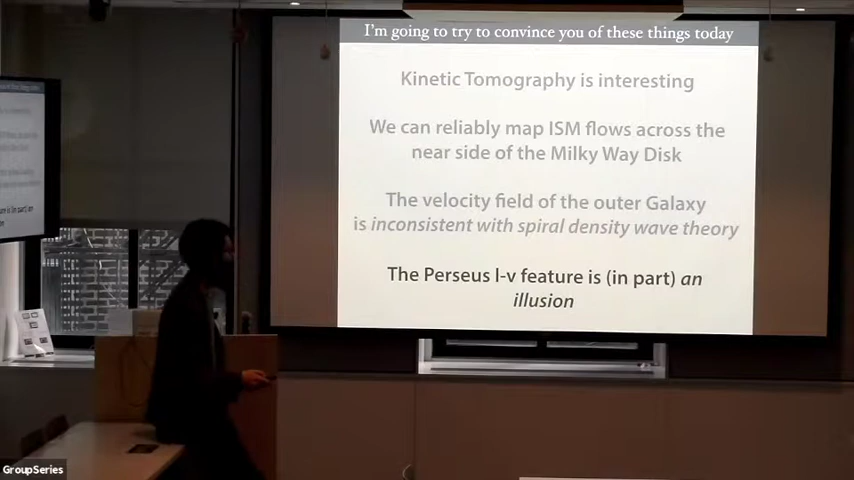 I'm going to try to convince you of these things today
Kinetic Tomography is interesting
We can reliably map ISM flows across the
near side of the Milky Way Disk
The velocity field of the outer Galaxy
is inconsistent with spiral density wave theory
The Perseus l-v feature is (in part) an
illusion
GroupSeries